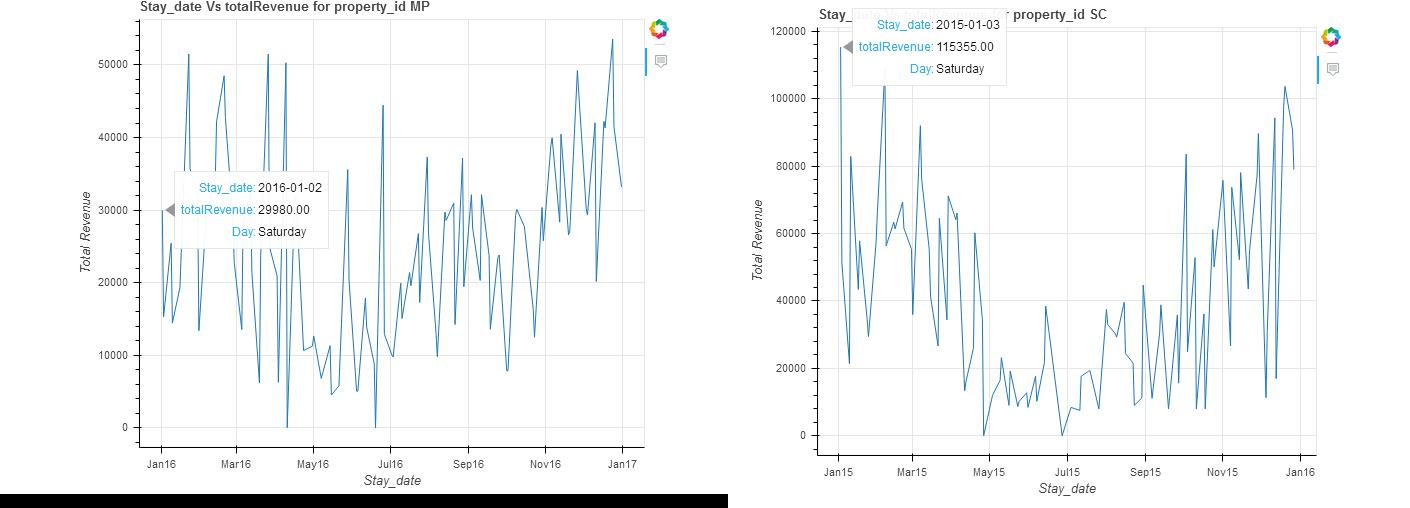 Stay_date Vs totalRevenue for property_id MP
50000
40000
30000
20000
10000
0
Total Revenue
Stay_date: 2016-01-02
totalRevenue: 29980.00
Day: Saturday
Jan16 Mar16 May16 Jul16 Sep16 Nov16 Jan17
Stay_date
Stay_ for property_id SC
120000
100000
80000
60000
40000
20000
0
Total Revenue
Stay_date: 2015-01-03
totalRevenue: 115355.00
Day: Saturday
Jan15 Mar15 May15 Jul15 Sep15 Nov15 Jan16
Stay_date